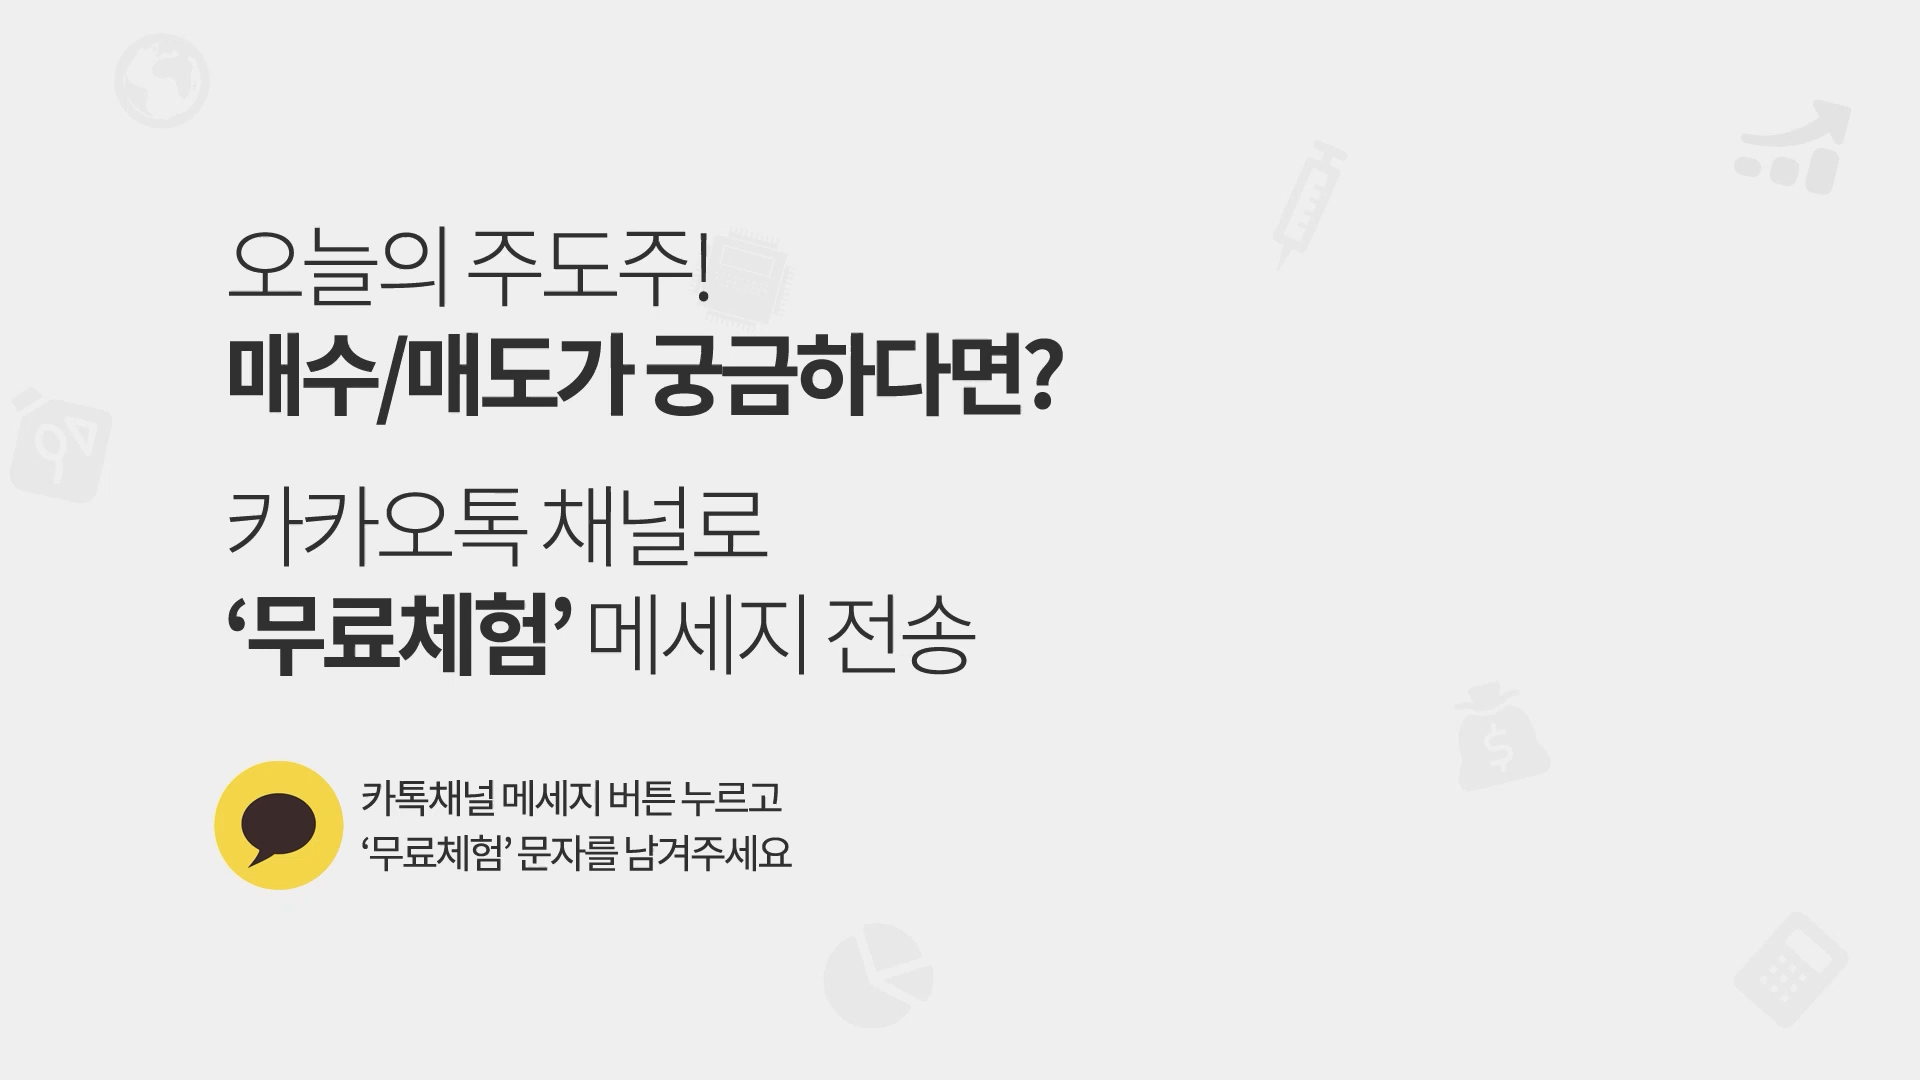 오늘의 주도주!
매수/매도가 궁금하다면?
카카오톡 채널로
‘무료체험’ 메세지 전송
카톡채널 메세지 버튼 누르고
‘무료체험’ 문자를 남겨주세요